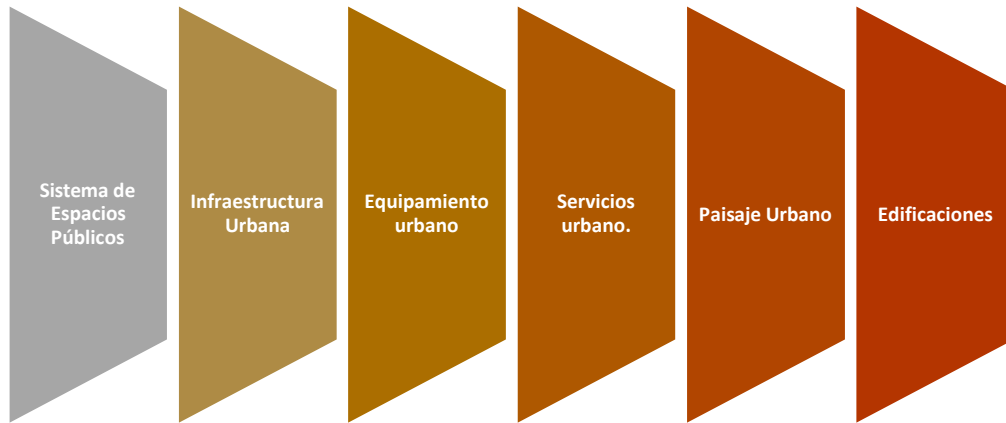 Sistema de
Espacios
Públicos
Infraestructura
Urbana
Equipamiento
urbano
Servicios
urbano.
Paisaje Urbano
Edificaciones